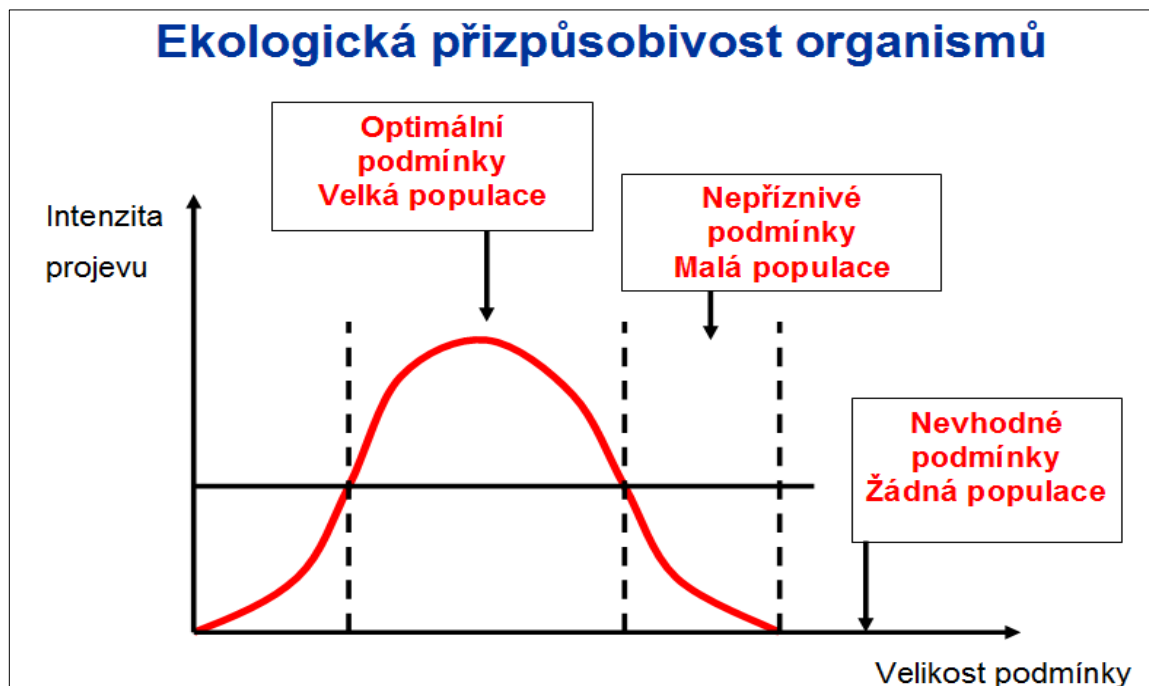 Ekologická přizpůsobivost organismů
Optimální
podmínky
Velká populace
Nepříznivé
podmínky
Malá populace
Intenzita
projevu
Nevhodné
podmínky
Žádná populace
Velikost podmínky